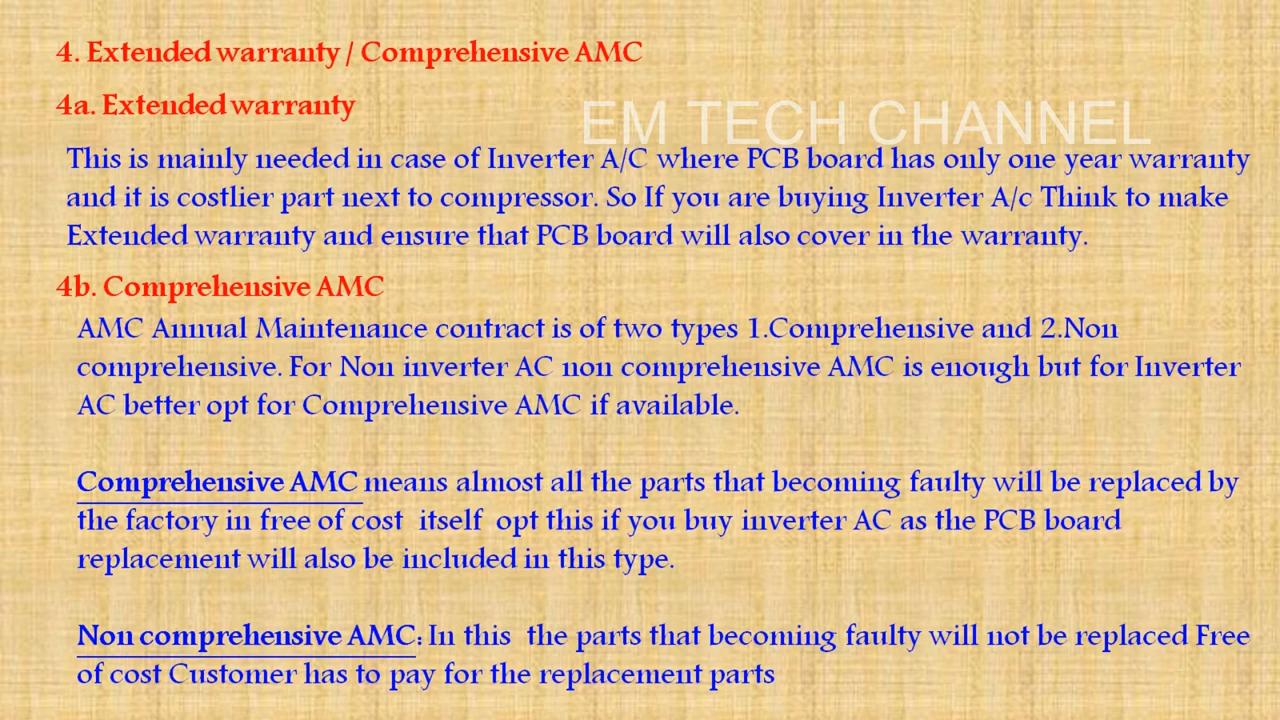 4. Extended warranty / Comprehensive AMC
4a. Extended warranty
EM TECH CHANNEL
This is mainly needed in case of Inverter A/C where PCB board has only one year warranty
and it is costlier part next to compressor. So If you are buying Inverter A/c Think to make
Extended warranty and ensure that PCB board will also cover in the warranty.
4b. Comprehensive AMC
AMC Annual Maintenance contract is of two types 1.Comprehensive and 2.Non
comprehensive. For Non inverter AC non comprehensive AMC is enough but for Inverter
AC better opt for Comprehensive AMC if available.
Comprehensive AMC means almost all the parts that becoming faulty will be replaced by
the factory in free of cost itself opt this if you buy inverter AC as the PCB board
replacement will also be included in this type.
Non comprehensive AMC: In this the parts that becoming faulty will not be replaced Free
of cost Customer has to pay for the replacement parts